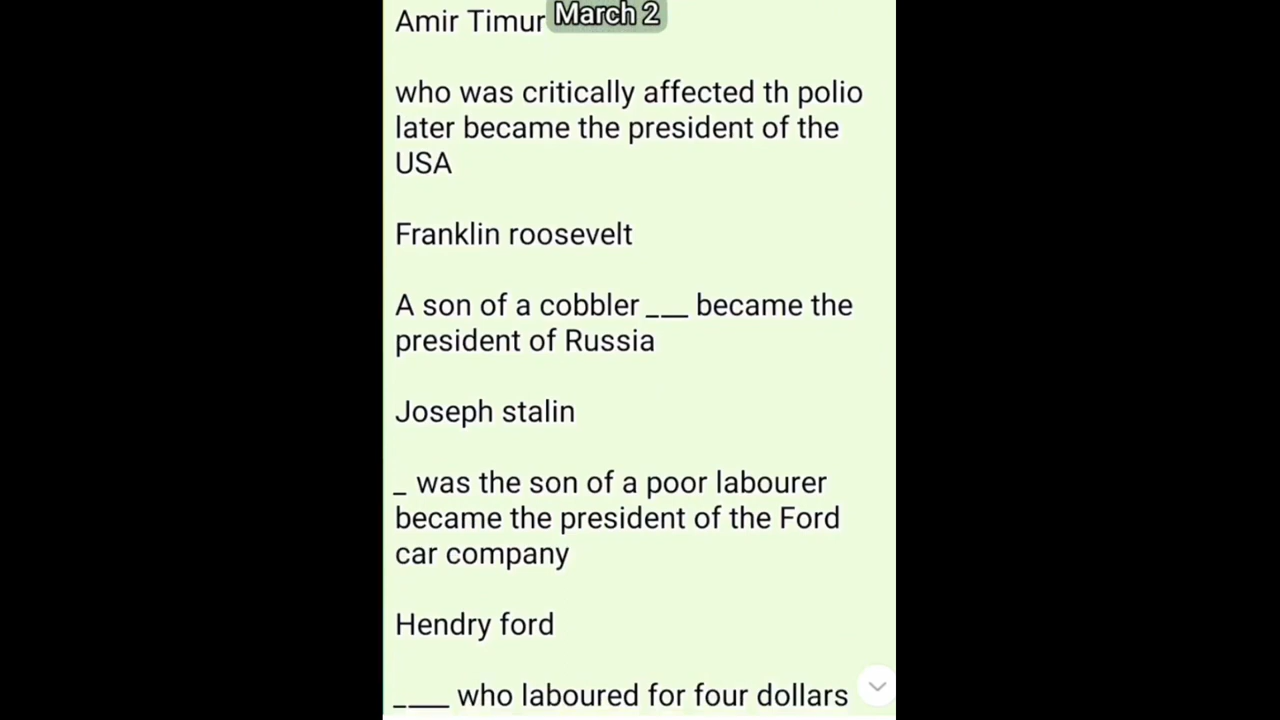 Amir Timur
March 2
who was critically affected th polio
later became the president of the
USA
Franklin roosevelt
A son of a cobbler ___ became the
president of Russia
Joseph stalin
_ was the son of a poor labourer
became the president of the Ford
car company
Hendry ford
____ who laboured for four dollars